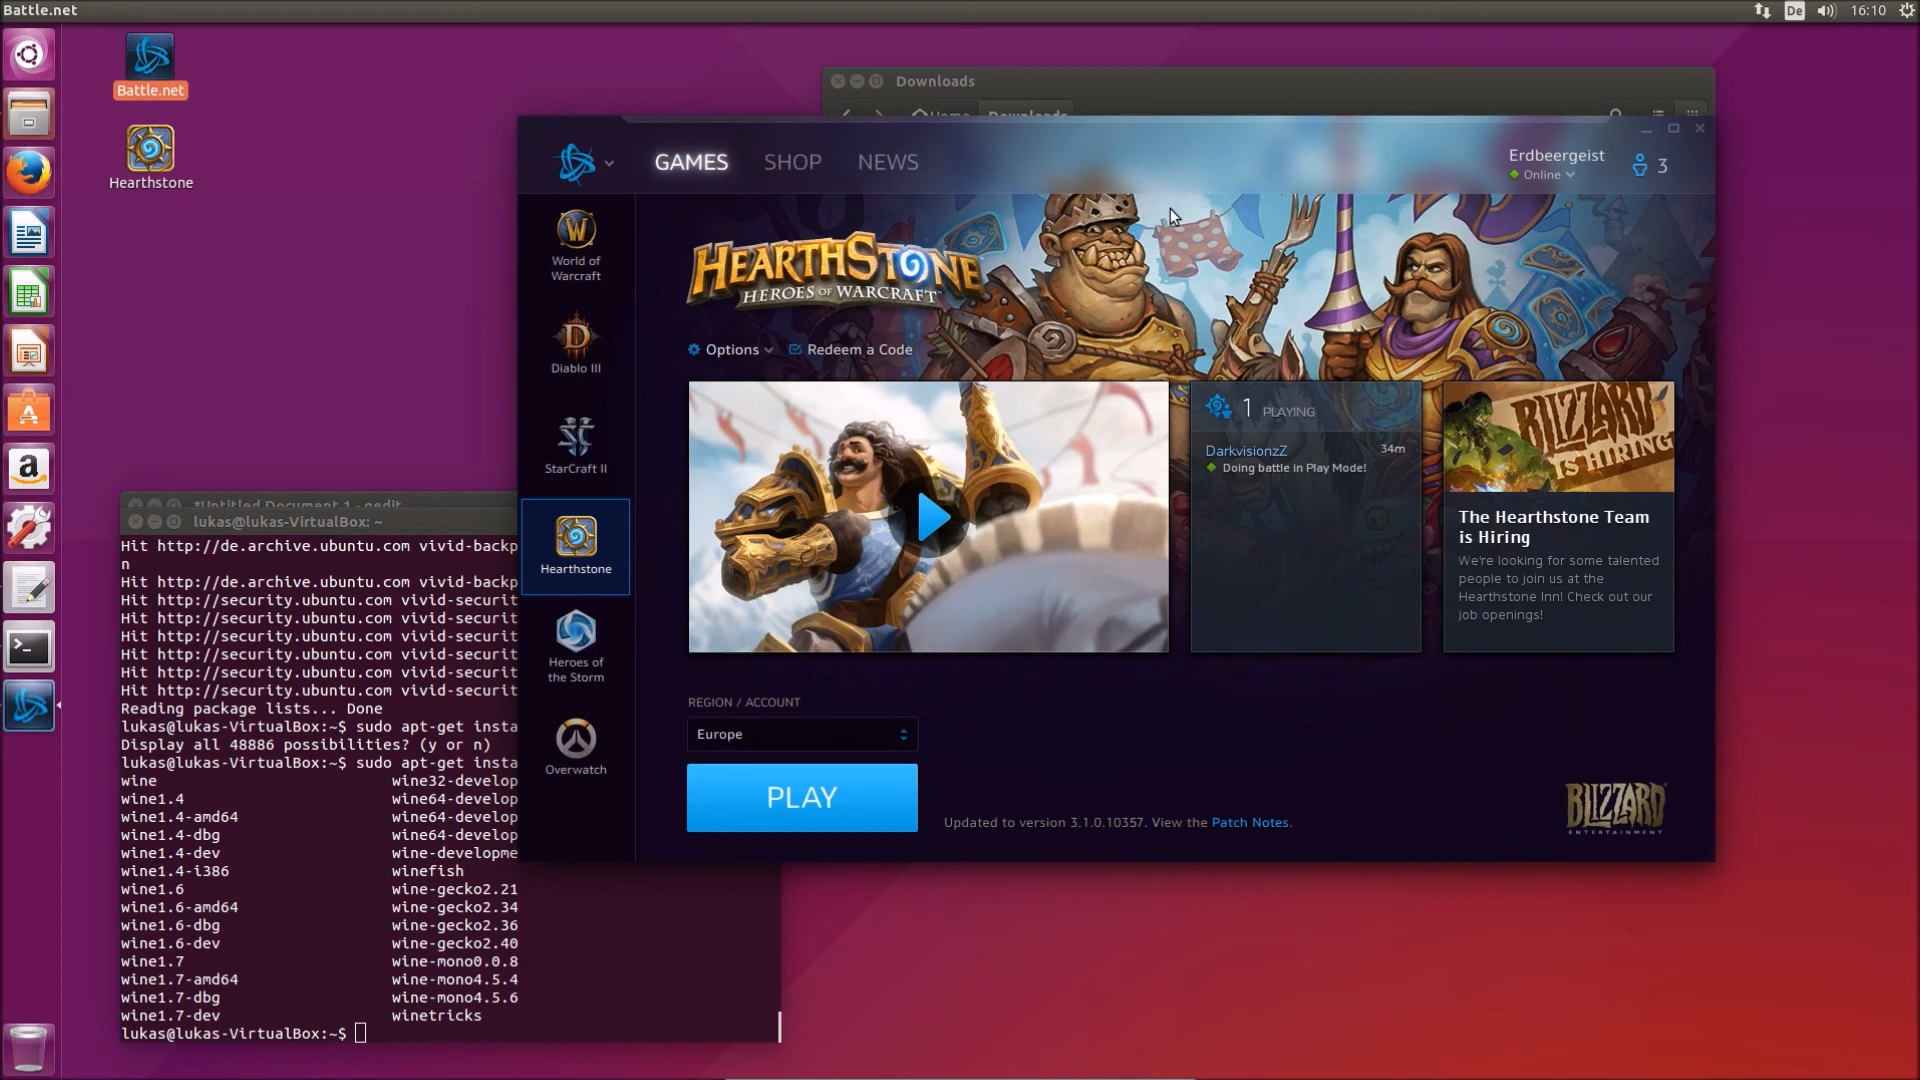 Battle.net
De
16:10
Battle.net
Hearthstone
Downloads
Home
Downloads
GAMES
SHOP
NEWS
Erdbeergeist
Online
3
World of
Warcraft
Diablo III
StarCraft II
Hearthstone
Heroes of
the Storm
Overwatch
HEARTHSTONE
HEROES OF WARCRAFT
Options
Redeem a Code
1 PLAYING
DarkvisionzZ
34m
Doing battle in Play Mode!
BLIZZARD
IS HIRING
The Hearthstone Team
is Hiring
We're looking for some talented
people to join us at the
Hearthstone Inn! Check out our
job openings!
REGION / ACCOUNT
Europe
PLAY
Updated to version 3.1.0.10357. View the Patch Notes.
BLIZZARD
ENTERTAINMENT
*Untitled Document 1 - gedit
lukas@lukas-VirtualBox: ~
Hit http://de.archive.ubuntu.com vivid-backp
n
Hit http://de.archive.ubuntu.com vivid-backp
Hit http://security.ubuntu.com vivid-securit
Hit http://security.ubuntu.com vivid-securit
Hit http://security.ubuntu.com vivid-securit
Hit http://security.ubuntu.com vivid-securit
Hit http://security.ubuntu.com vivid-securit
Hit http://security.ubuntu.com vivid-securit
Reading package lists... Done
lukas@lukas-VirtualBox:~$ sudo apt-get insta
Display all 48886 possibilities? (y or n)
lukas@lukas-VirtualBox:~$ sudo apt-get insta
wine wine32-develop
wine1.4 wine64-develop
wine1.4-amd64 wine64-develop
wine1.4-dbg wine64-develop
wine1.4-dev wine-developme
wine1.4-i386 winefish
wine1.6 wine-gecko2.21
wine1.6-amd64 wine-gecko2.34
wine1.6-dbg wine-gecko2.36
wine1.6-dev wine-gecko2.40
wine1.7 wine-mono0.0.8
wine1.7-amd64 wine-mono4.5.4
wine1.7-dbg wine-mono4.5.6
wine1.7-dev winetricks
lukas@lukas-VirtualBox:~$